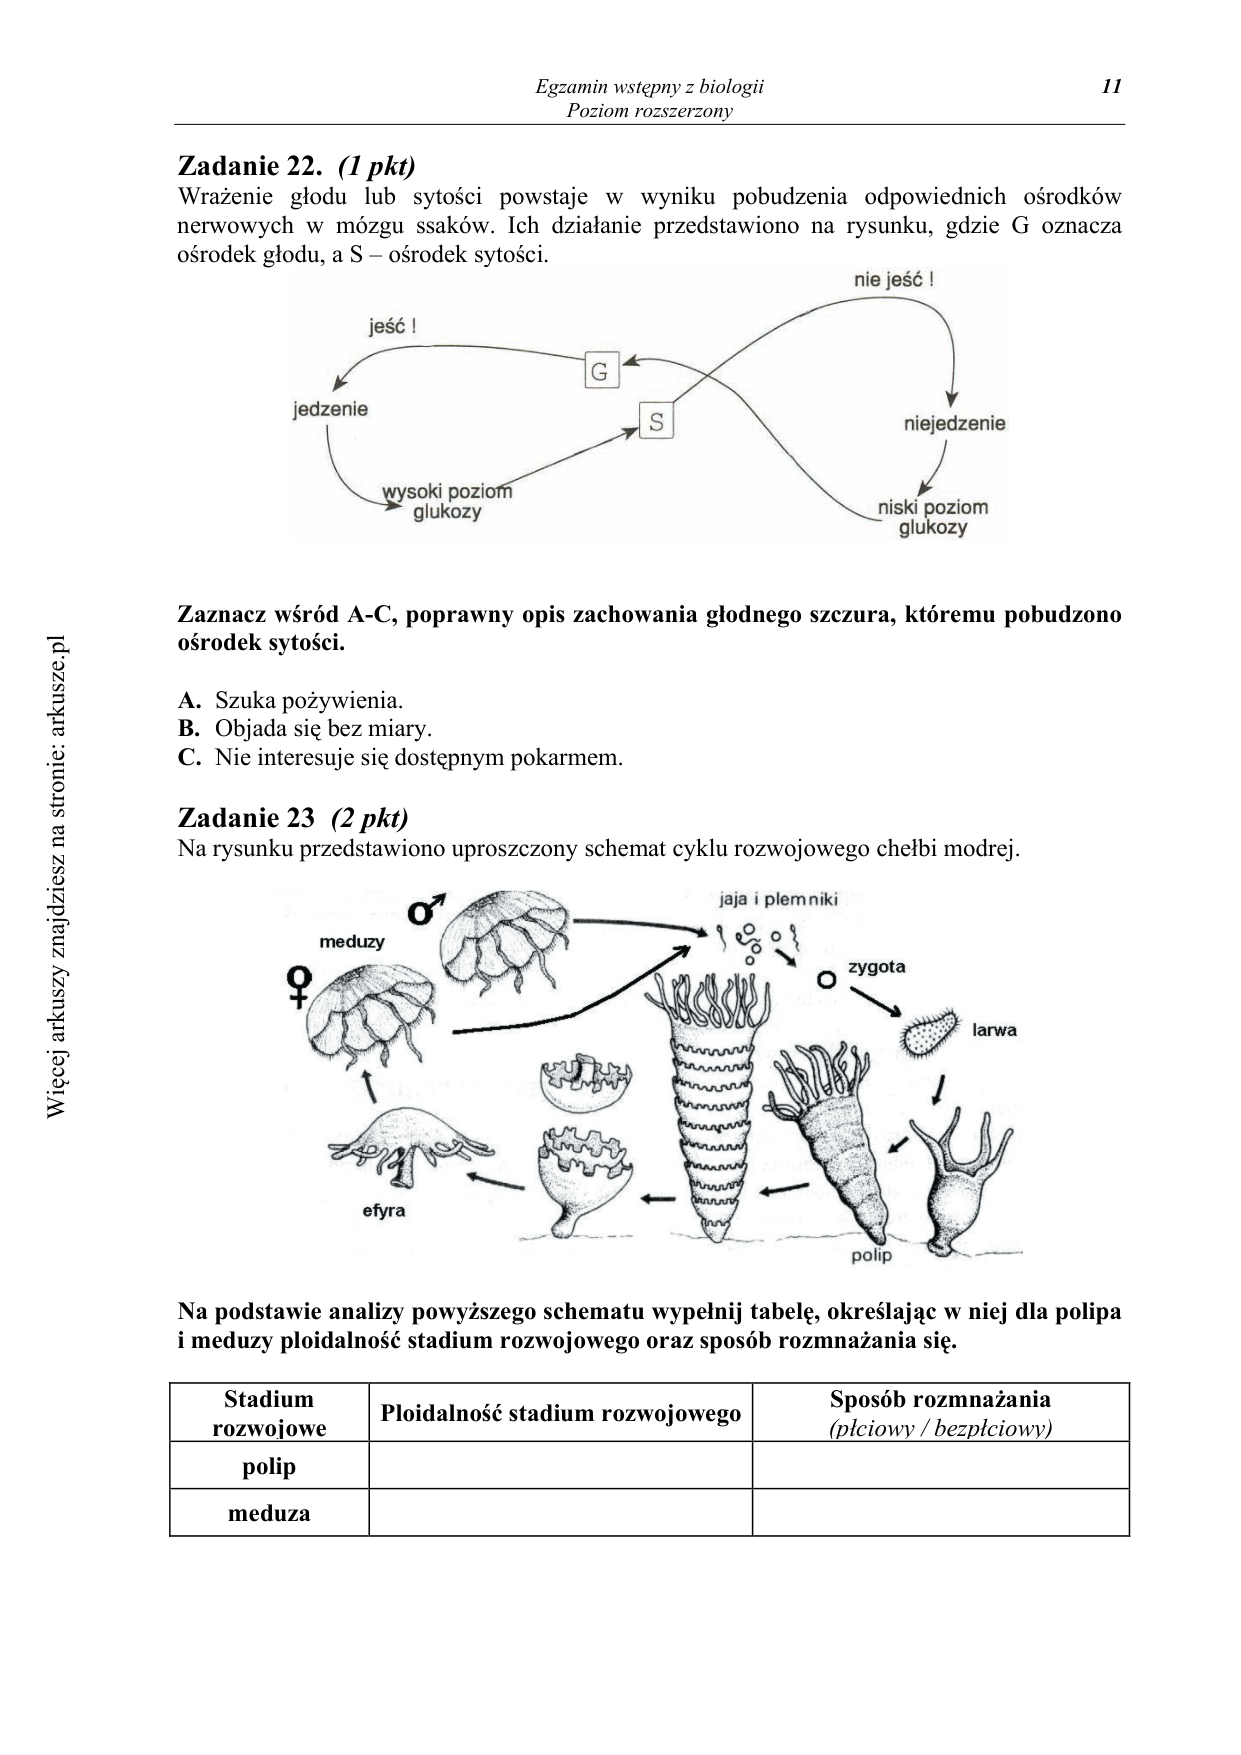 Egzamin wstępny z biologii
Poziom rozszerzony
11
Zadanie 22. (1 pkt)
Wrażenie głodu lub sytości powstaje w wyniku pobudzenia odpowiednich ośrodków
nerwowych w mózgu ssaków. Ich działanie przedstawiono na rysunku, gdzie G oznacza
ośrodek głodu, a S – ośrodek sytości.
nie jeść !
jeść !
G
jedzenie
S
niejedzenie
wysoki poziom
glukozy
niski poziom
glukozy
Zaznacz wśród A-C, poprawny opis zachowania głodnego szczura, któremu pobudzono
ośrodek sytości.
A. Szuka pożywienia.
B. Objada się bez miary.
C. Nie interesuje się dostępnym pokarmem.
Zadanie 23 (2 pkt)
Na rysunku przedstawiono uproszczony schemat cyklu rozwojowego chełbi modrej.
jaja i plemniki
♂
meduzy
♀
zygota
larwa
efyra
polip
Na podstawie analizy powyższego schematu wypełnij tabelę, określając w niej dla polipa
i meduzy ploidalność stadium rozwojowego oraz sposób rozmnażania się.
Stadium
rozwojowe
Ploidalność stadium rozwojowego
Sposób rozmnażania
(płciowy / bezpłciowy)
polip
meduza
Więcej arkuszy znajdziesz na stronie: arkusze.pl